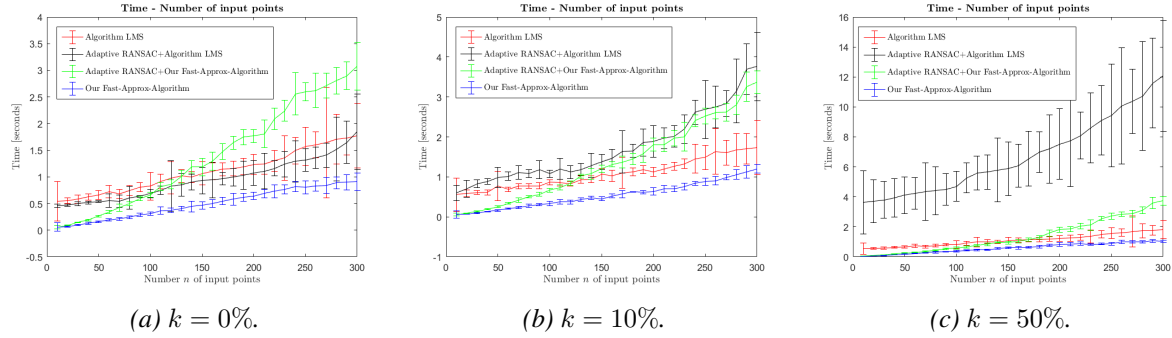 Time - Number of input points
4
3.5
3
2.5
2
1.5
1
0.5
0
-0.5
Time [seconds]
Algorithm LMS
Adaptive RANSAC+Algorithm LMS
Adaptive RANSAC+Our Fast-Approx-Algorithm
Our Fast-Approx-Algorithm
0 50 100 150 200 250 300
Number n of input points
(a) k = 0%.
Time - Number of input points
5
4
3
2
1
0
-1
Time [seconds]
Algorithm LMS
Adaptive RANSAC+Algorithm LMS
Adaptive RANSAC+Our Fast-Approx-Algorithm
Our Fast-Approx-Algorithm
0 50 100 150 200 250 300
Number n of input points
(b) k = 10%.
Time - Number of input points
16
14
12
10
8
6
4
2
0
Time [seconds]
Algorithm LMS
Adaptive RANSAC+Algorithm LMS
Adaptive RANSAC+Our Fast-Approx-Algorithm
Our Fast-Approx-Algorithm
0 50 100 150 200 250 300
Number n of input points
(c) k = 50%.